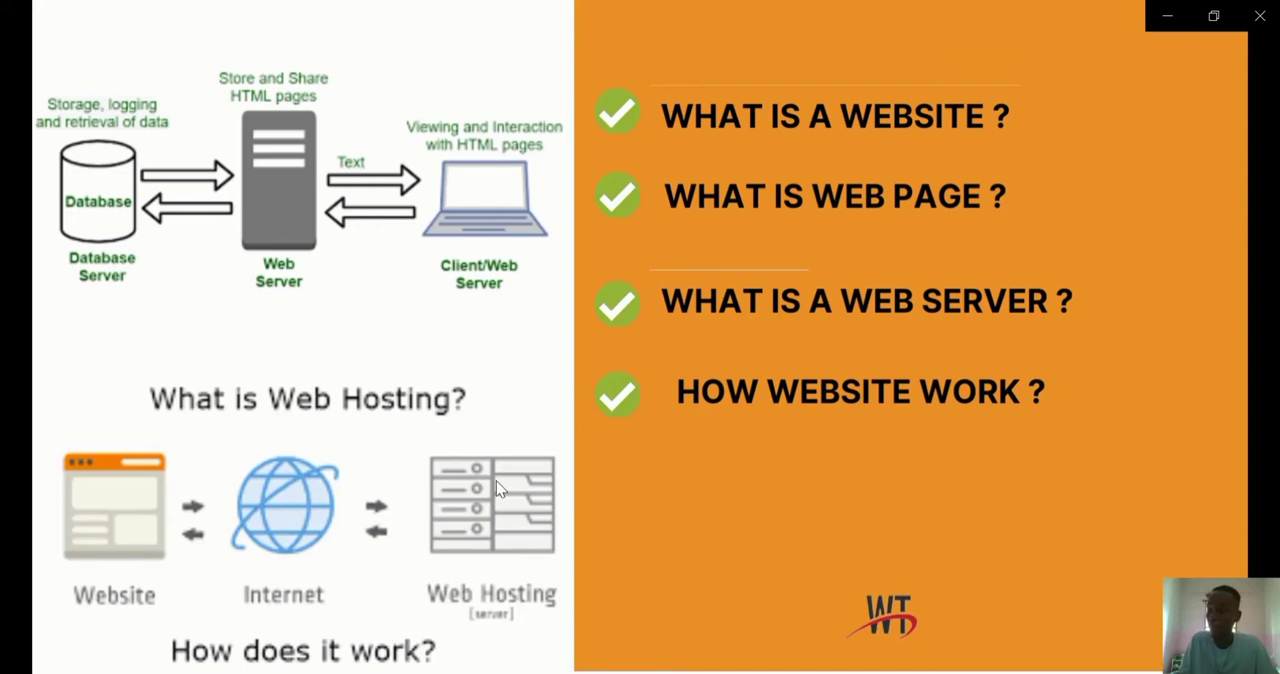 Store and Share
HTML pages
Storage, logging
and retrieval of data
Viewing and Interaction
with HTML pages
Text
Database
Database
Server
Web
Server
Client/Web
Server
What is Web Hosting?
Website
Internet
Web Hosting
[server]
How does it work?
WHAT IS A WEBSITE ?
WHAT IS WEB PAGE ?
WHAT IS A WEB SERVER ?
HOW WEBSITE WORK ?
WT